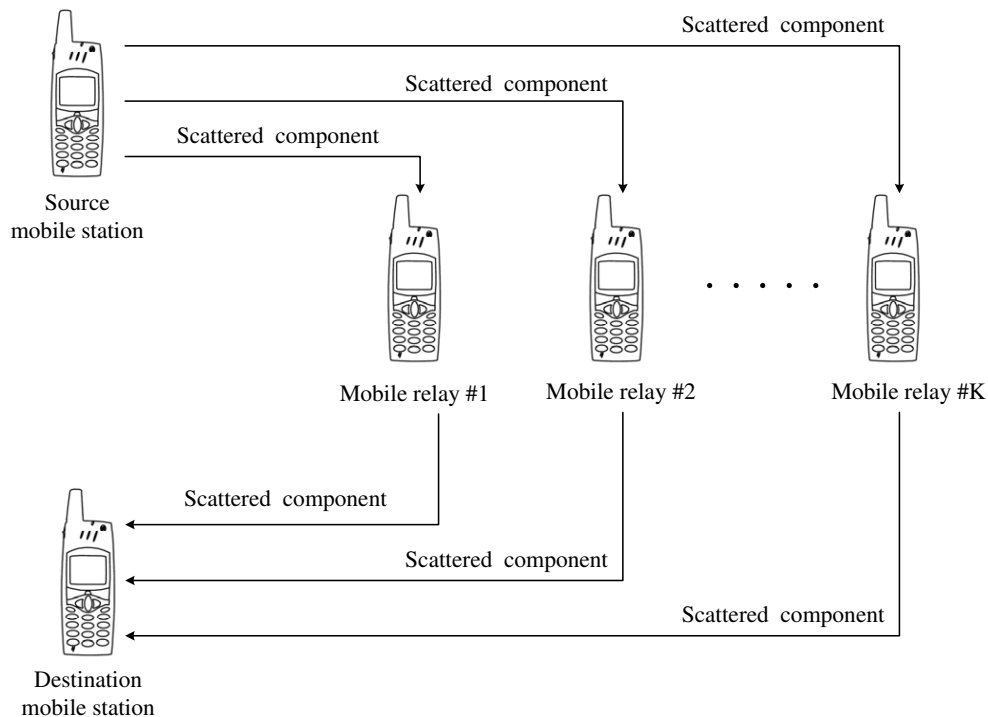 Scattered component
Scattered component
Scattered component
Source
mobile station
Mobile relay #1
Mobile relay #2
Mobile relay #K
Scattered component
Scattered component
Scattered component
Destination
mobile station